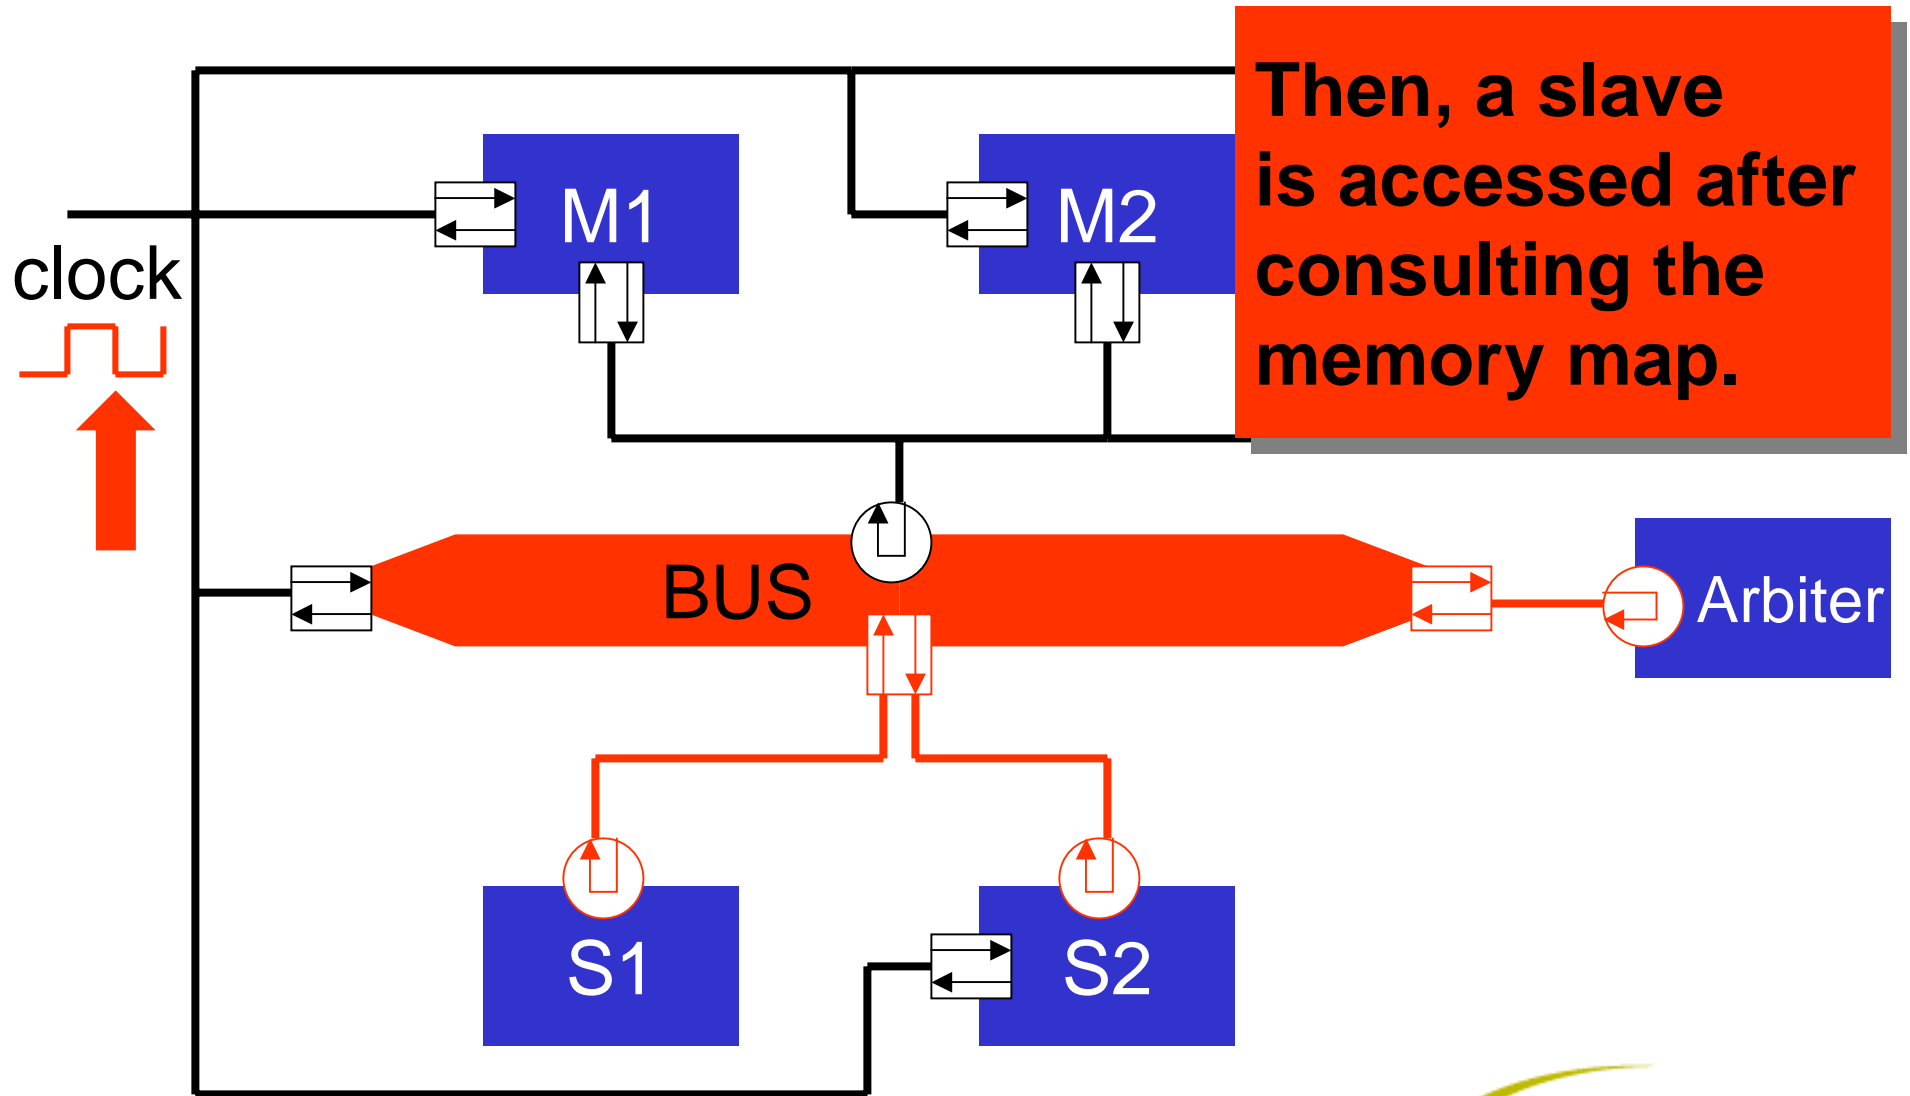 Then, a slave
is accessed after
consulting the
memory map.
M1
M2
clock
BUS
Arbiter
S1
S2